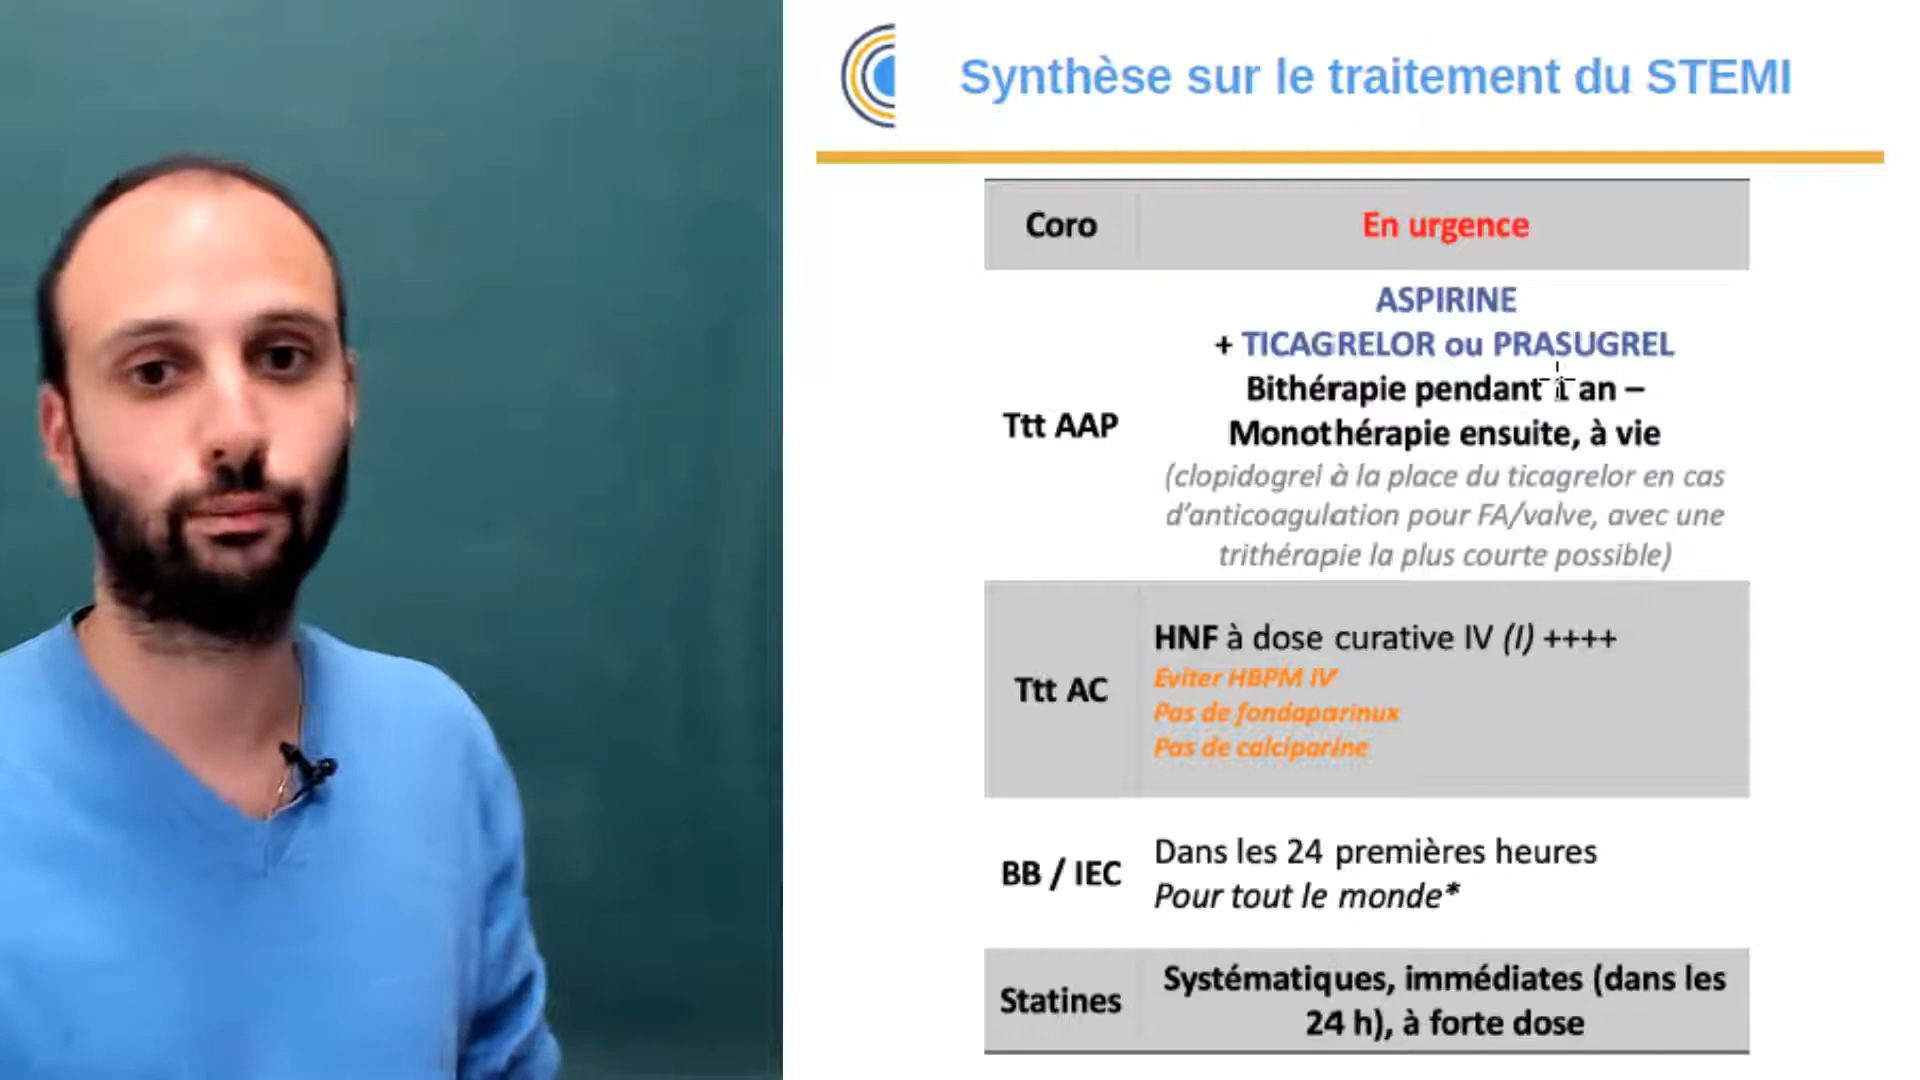 Synthèse sur le traitement du STEMI
Coro
En urgence
Ttt AAP
ASPIRINE
+ TICAGRELOR ou PRASUGREL
Bithérapie pendant 1 an –
Monothérapie ensuite, à vie
(clopidogrel à la place du ticagrelor en cas
d’anticoagulation pour FA/valve, avec une
trithérapie la plus courte possible)
Ttt AC
HNF à dose curative IV (I) ++++
Eviter HBPM IV
Pas de fondaparinux
Pas de calciparine
BB / IEC
Dans les 24 premières heures
Pour tout le monde*
Statines
Systématiques, immédiates (dans les
24 h), à forte dose